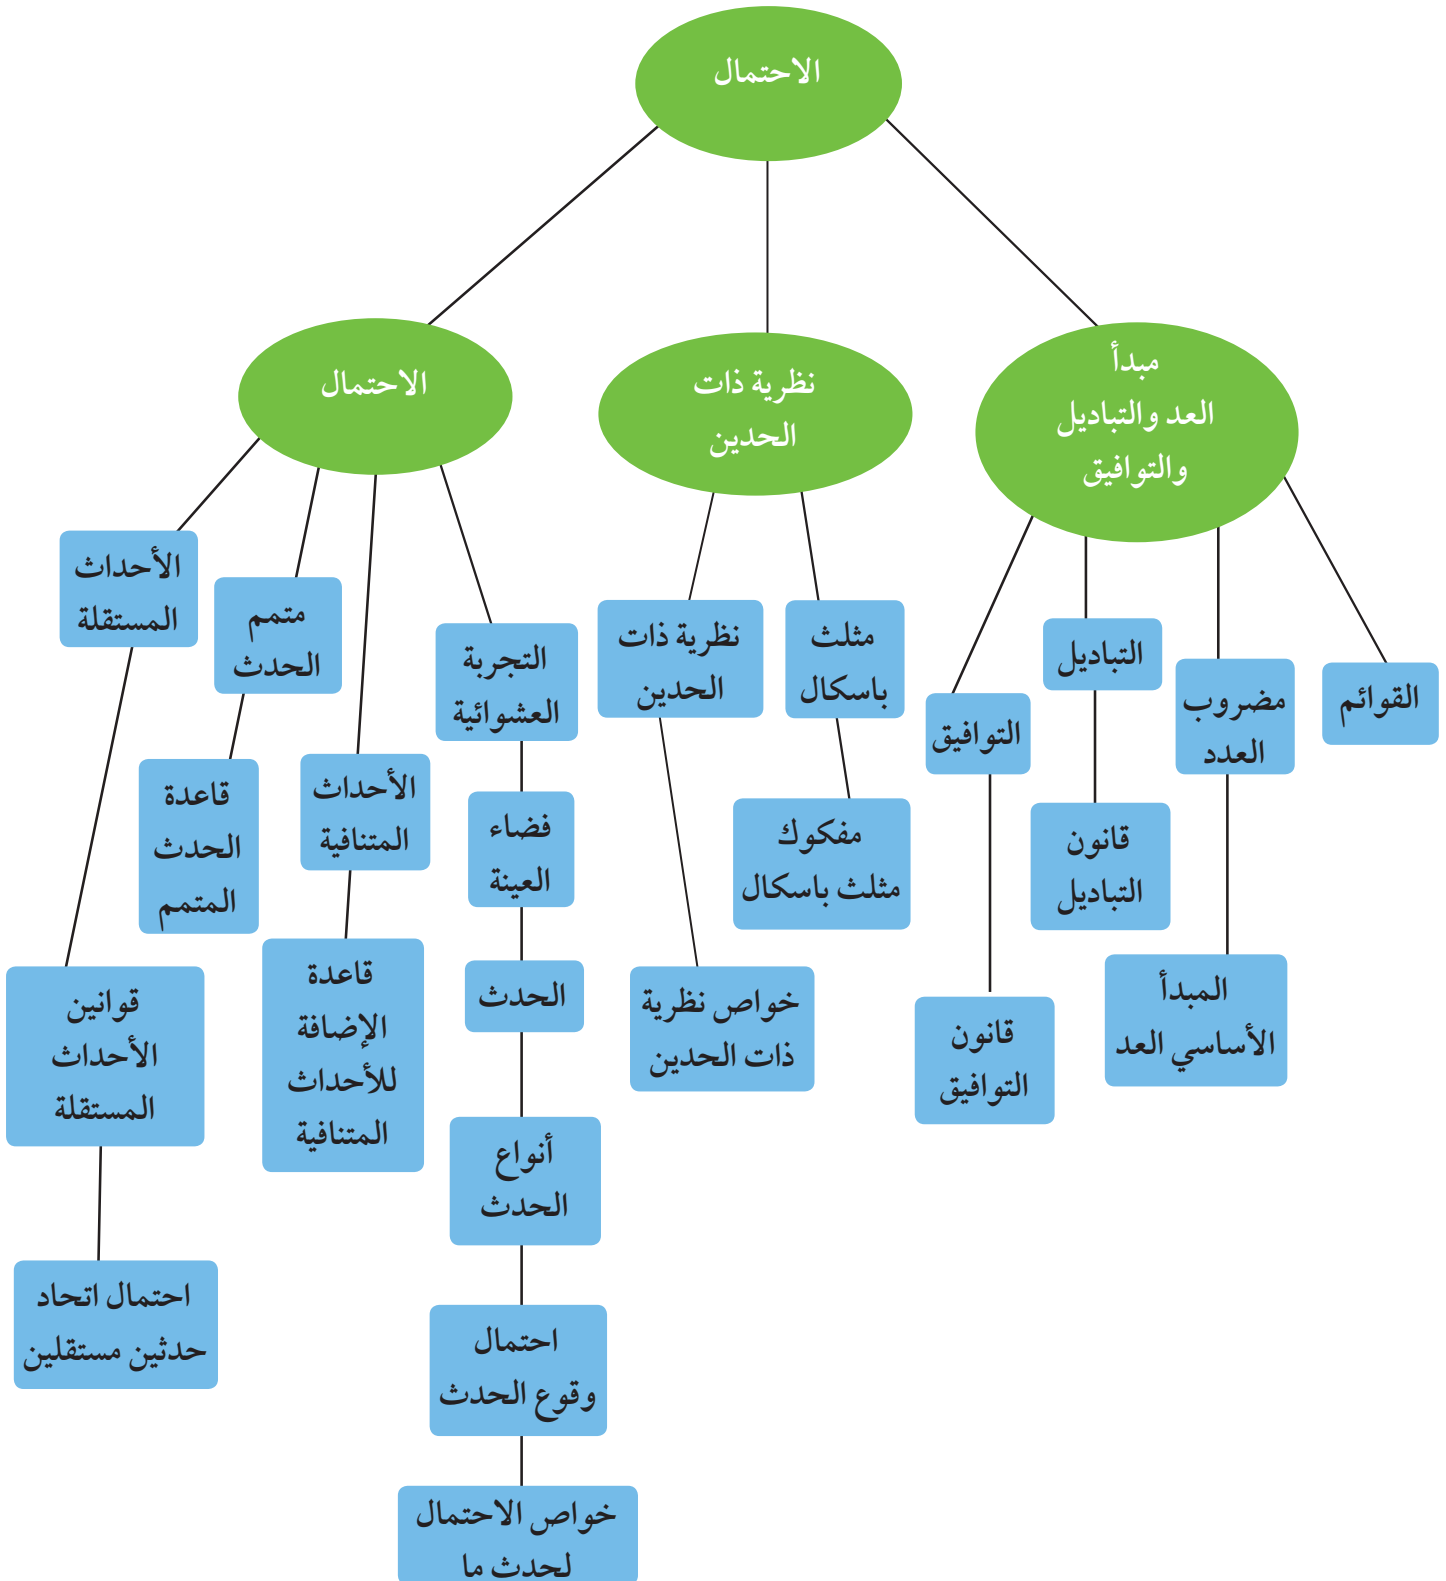 الاحتمال
مبدأ
العد والتباديل
والتوافيق
نظرية ذات
الحدين
الاحتمال
القوائم
مضروب
العدد
المبدأ
الأساسي العد
التباديل
قانون
التباديل
التوافيق
قانون
التوافيق
مثلث
باسكال
مفكوك
مثلث باسكال
نظرية ذات
الحدين
خواص نظرية
ذات الحدين
التجربة
العشوائية
فضاء
العينة
الحدث
أنواع
الحدث
احتمال
وقوع الحدث
خواص الاحتمال
لحدث ما
الأحداث
المتنافية
قاعدة
الإضافة
للأحداث
المتنافية
متمم
الحدث
قاعدة
الحدث
المتمم
الأحداث
المستقلة
قوانين
الأحداث
المستقلة
احتمال اتحاد
حدثين مستقلين